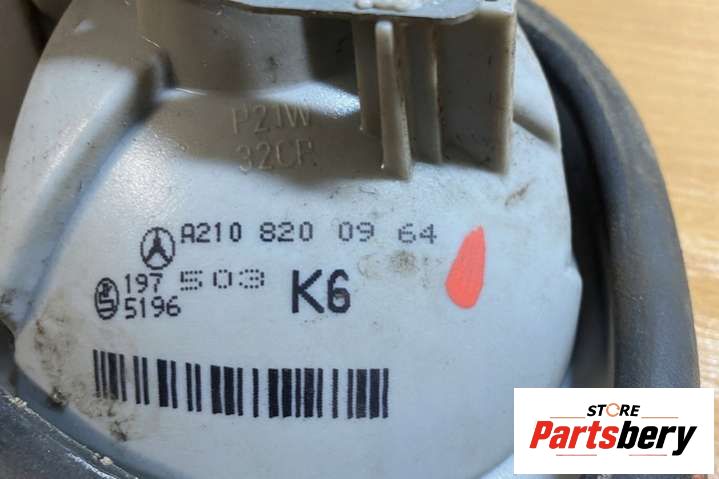 P21W
32CP
A210 820 09 64
197 503 K6
5196
STORE
Partsbery